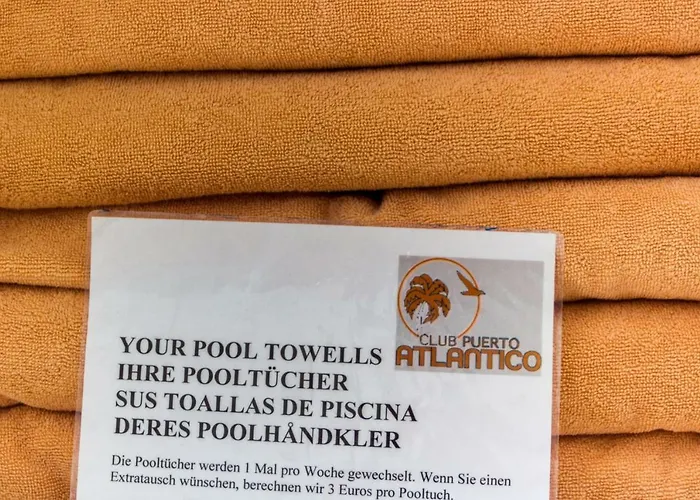 CLUB PUERTO
ATLANTICO
YOUR POOL TOWELLS
IHRE POOLTÜCHER
SUS TOALLAS DE PISCINA
DERES POOLHÅNDKLER
Die Pooltücher werden 1 Mal pro Woche gewechselt. Wenn Sie einen
Extratausch wünschen, berechnen wir 3 Euros pro Pooltuch.